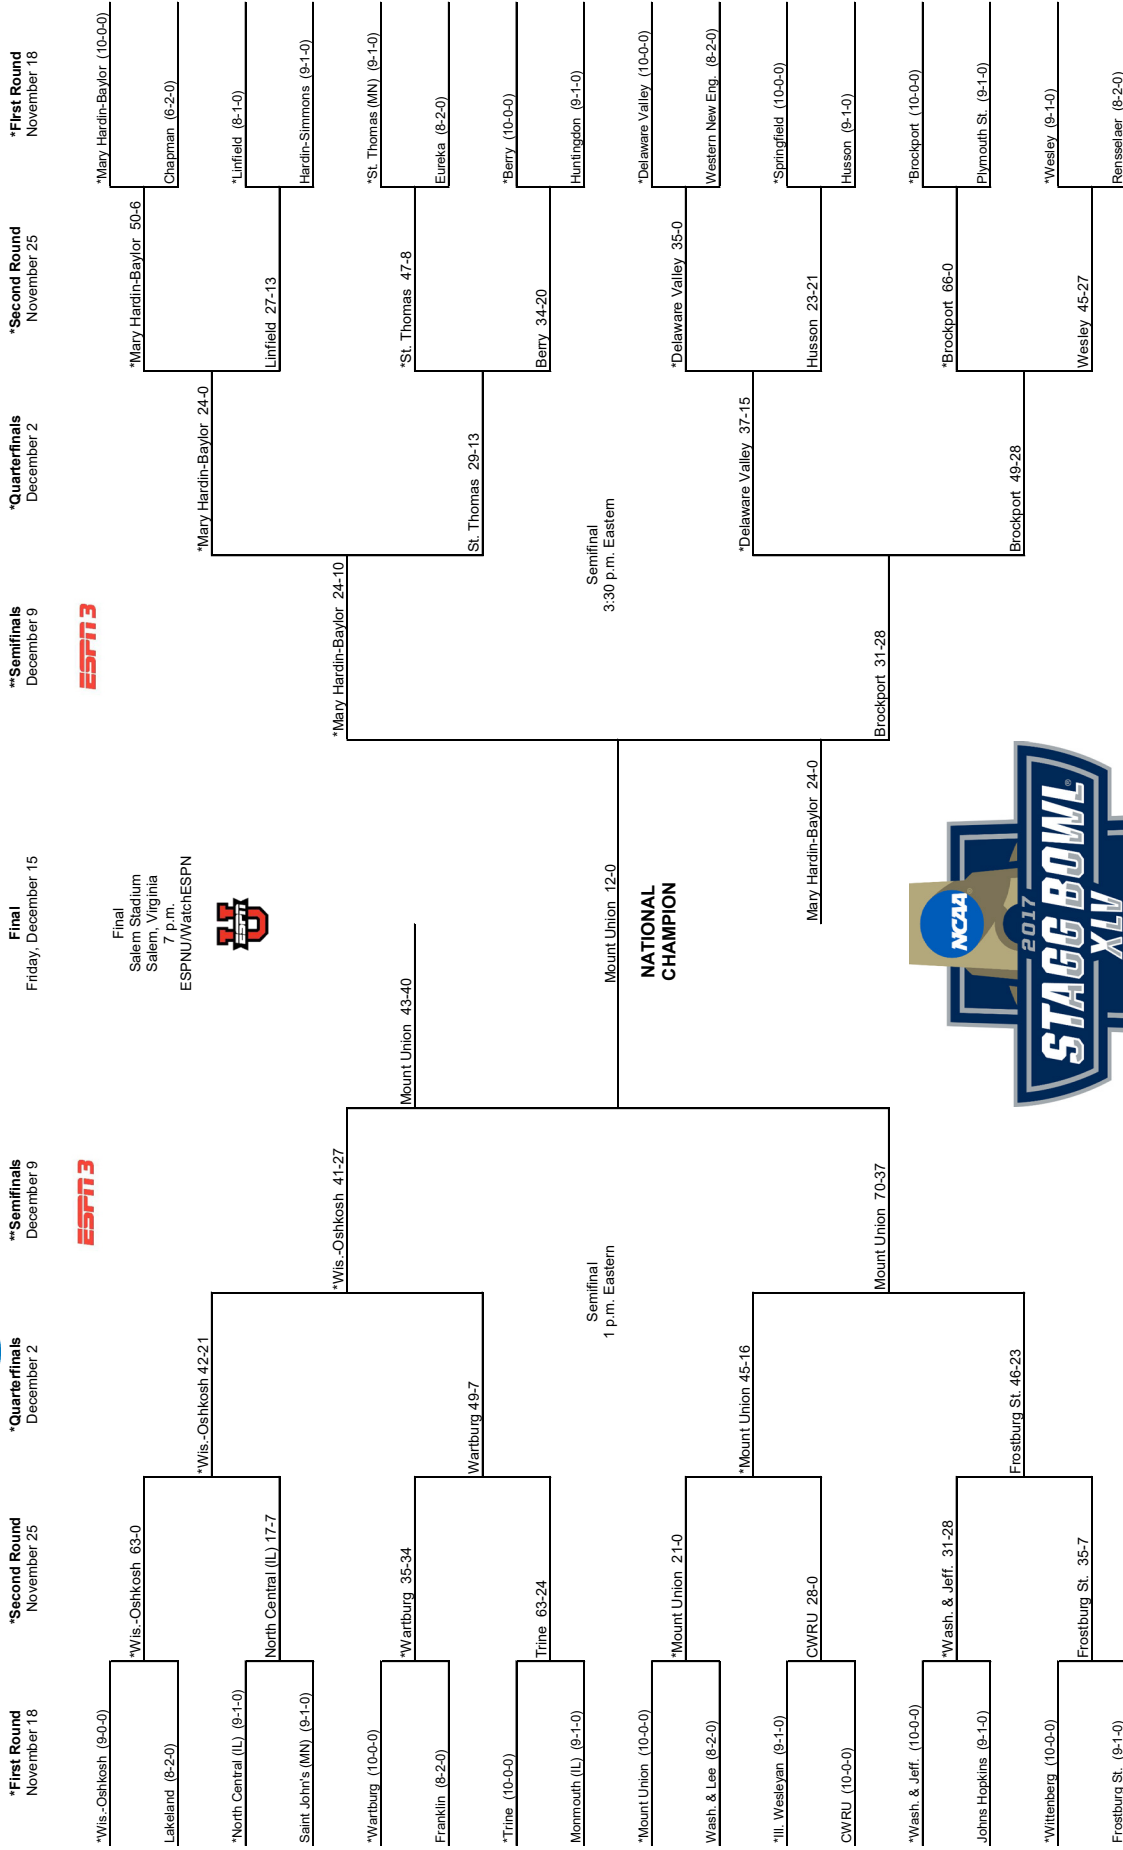 *First Round
November 18
*Second Round
November 25
*Quarterfinals
December 2
**Semifinals
December 9
Final
Friday, December 15
**Semifinals
December 9
*Quarterfinals
December 2
*Second Round
November 25
*First Round
November 18
ESPN3
ESPN3
Final
Salem Stadium
Salem, Virginia
7 p.m.
ESPNU/WatchESPN
ESPN U
*Wis.-Oshkosh (9-0-0)
Lakeland (8-2-0)
*North Central (IL) (9-1-0)
Saint John's (MN) (9-1-0)
*Wartburg (10-0-0)
Franklin (8-2-0)
*Trine (10-0-0)
Monmouth (IL) (9-1-0)
*Mount Union (10-0-0)
Wash. & Lee (8-2-0)
*Ill. Wesleyan (9-1-0)
CWRU (10-0-0)
*Wash. & Jeff. (10-0-0)
Johns Hopkins (9-1-0)
*Wittenberg (10-0-0)
Frostburg St. (9-1-0)
*Wis.-Oshkosh 63-0
North Central (IL) 17-7
*Wartburg 35-34
Trine 63-24
*Mount Union 21-0
CWRU 28-0
*Wash. & Jeff. 31-28
Frostburg St. 35-7
*Wis.-Oshkosh 42-21
Wartburg 49-7
*Mount Union 45-16
Frostburg St. 46-23
*Wis.-Oshkosh 41-27
Semifinal
1 p.m. Eastern
Mount Union 70-37
Mount Union 43-40
Mount Union 12-0
NATIONAL
CHAMPION
Mary Hardin-Baylor 24-0
NCAA
2017
STAGG BOWL®
XLV
*Mary Hardin-Baylor 24-10
Semifinal
3:30 p.m. Eastern
Brockport 31-28
*Mary Hardin-Baylor 24-0
St. Thomas 29-13
*Delaware Valley 37-15
Brockport 49-28
*Mary Hardin-Baylor 50-6
Linfield 27-13
*St. Thomas 47-8
Berry 34-20
*Delaware Valley 35-0
Husson 23-21
*Brockport 66-0
Wesley 45-27
*Mary Hardin-Baylor (10-0-0)
Chapman (6-2-0)
*Linfield (8-1-0)
Hardin-Simmons (9-1-0)
*St. Thomas (MN) (9-1-0)
Eureka (8-2-0)
*Berry (10-0-0)
Huntingdon (9-1-0)
*Delaware Valley (10-0-0)
Western New Eng. (8-2-0)
*Springfield (10-0-0)
Husson (9-1-0)
*Brockport (10-0-0)
Plymouth St. (9-1-0)
*Wesley (9-1-0)
Rensselaer (8-2-0)